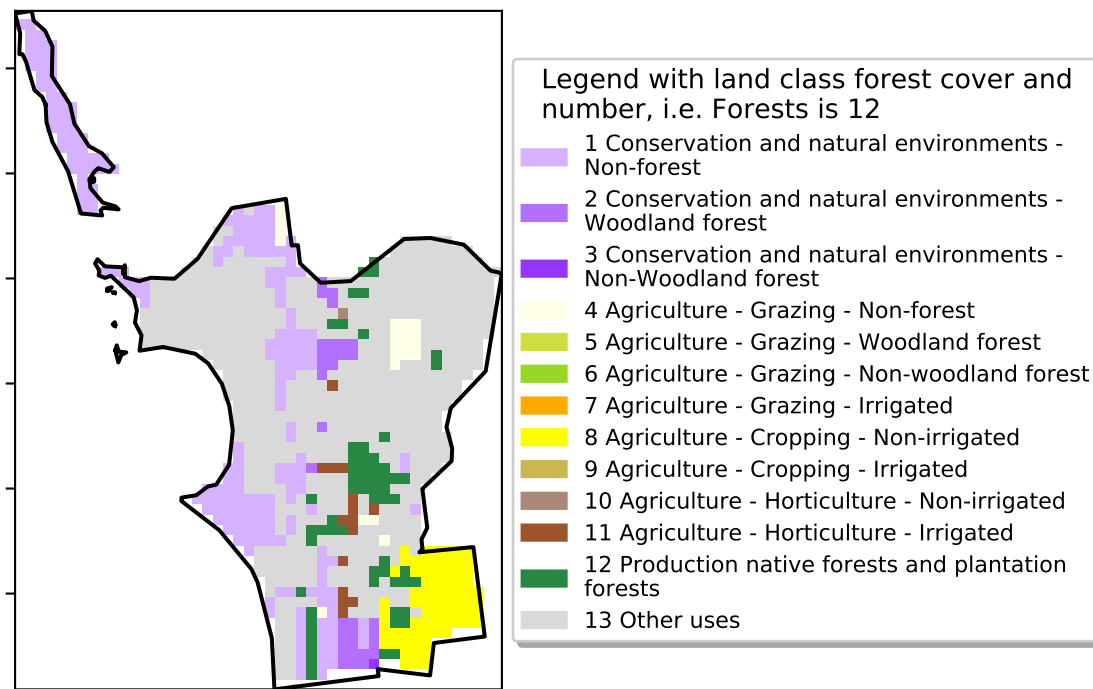 Legend with land class forest cover and
number, i.e. Forests is 12
1 Conservation and natural environments -
Non-forest
2 Conservation and natural environments -
Woodland forest
3 Conservation and natural environments -
Non-Woodland forest
4 Agriculture - Grazing - Non-forest
5 Agriculture - Grazing - Woodland forest
6 Agriculture - Grazing - Non-woodland forest
7 Agriculture - Grazing - Irrigated
8 Agriculture - Cropping - Non-irrigated
9 Agriculture - Cropping - Irrigated
10 Agriculture - Horticulture - Non-irrigated
11 Agriculture - Horticulture - Irrigated
12 Production native forests and plantation
forests
13 Other uses